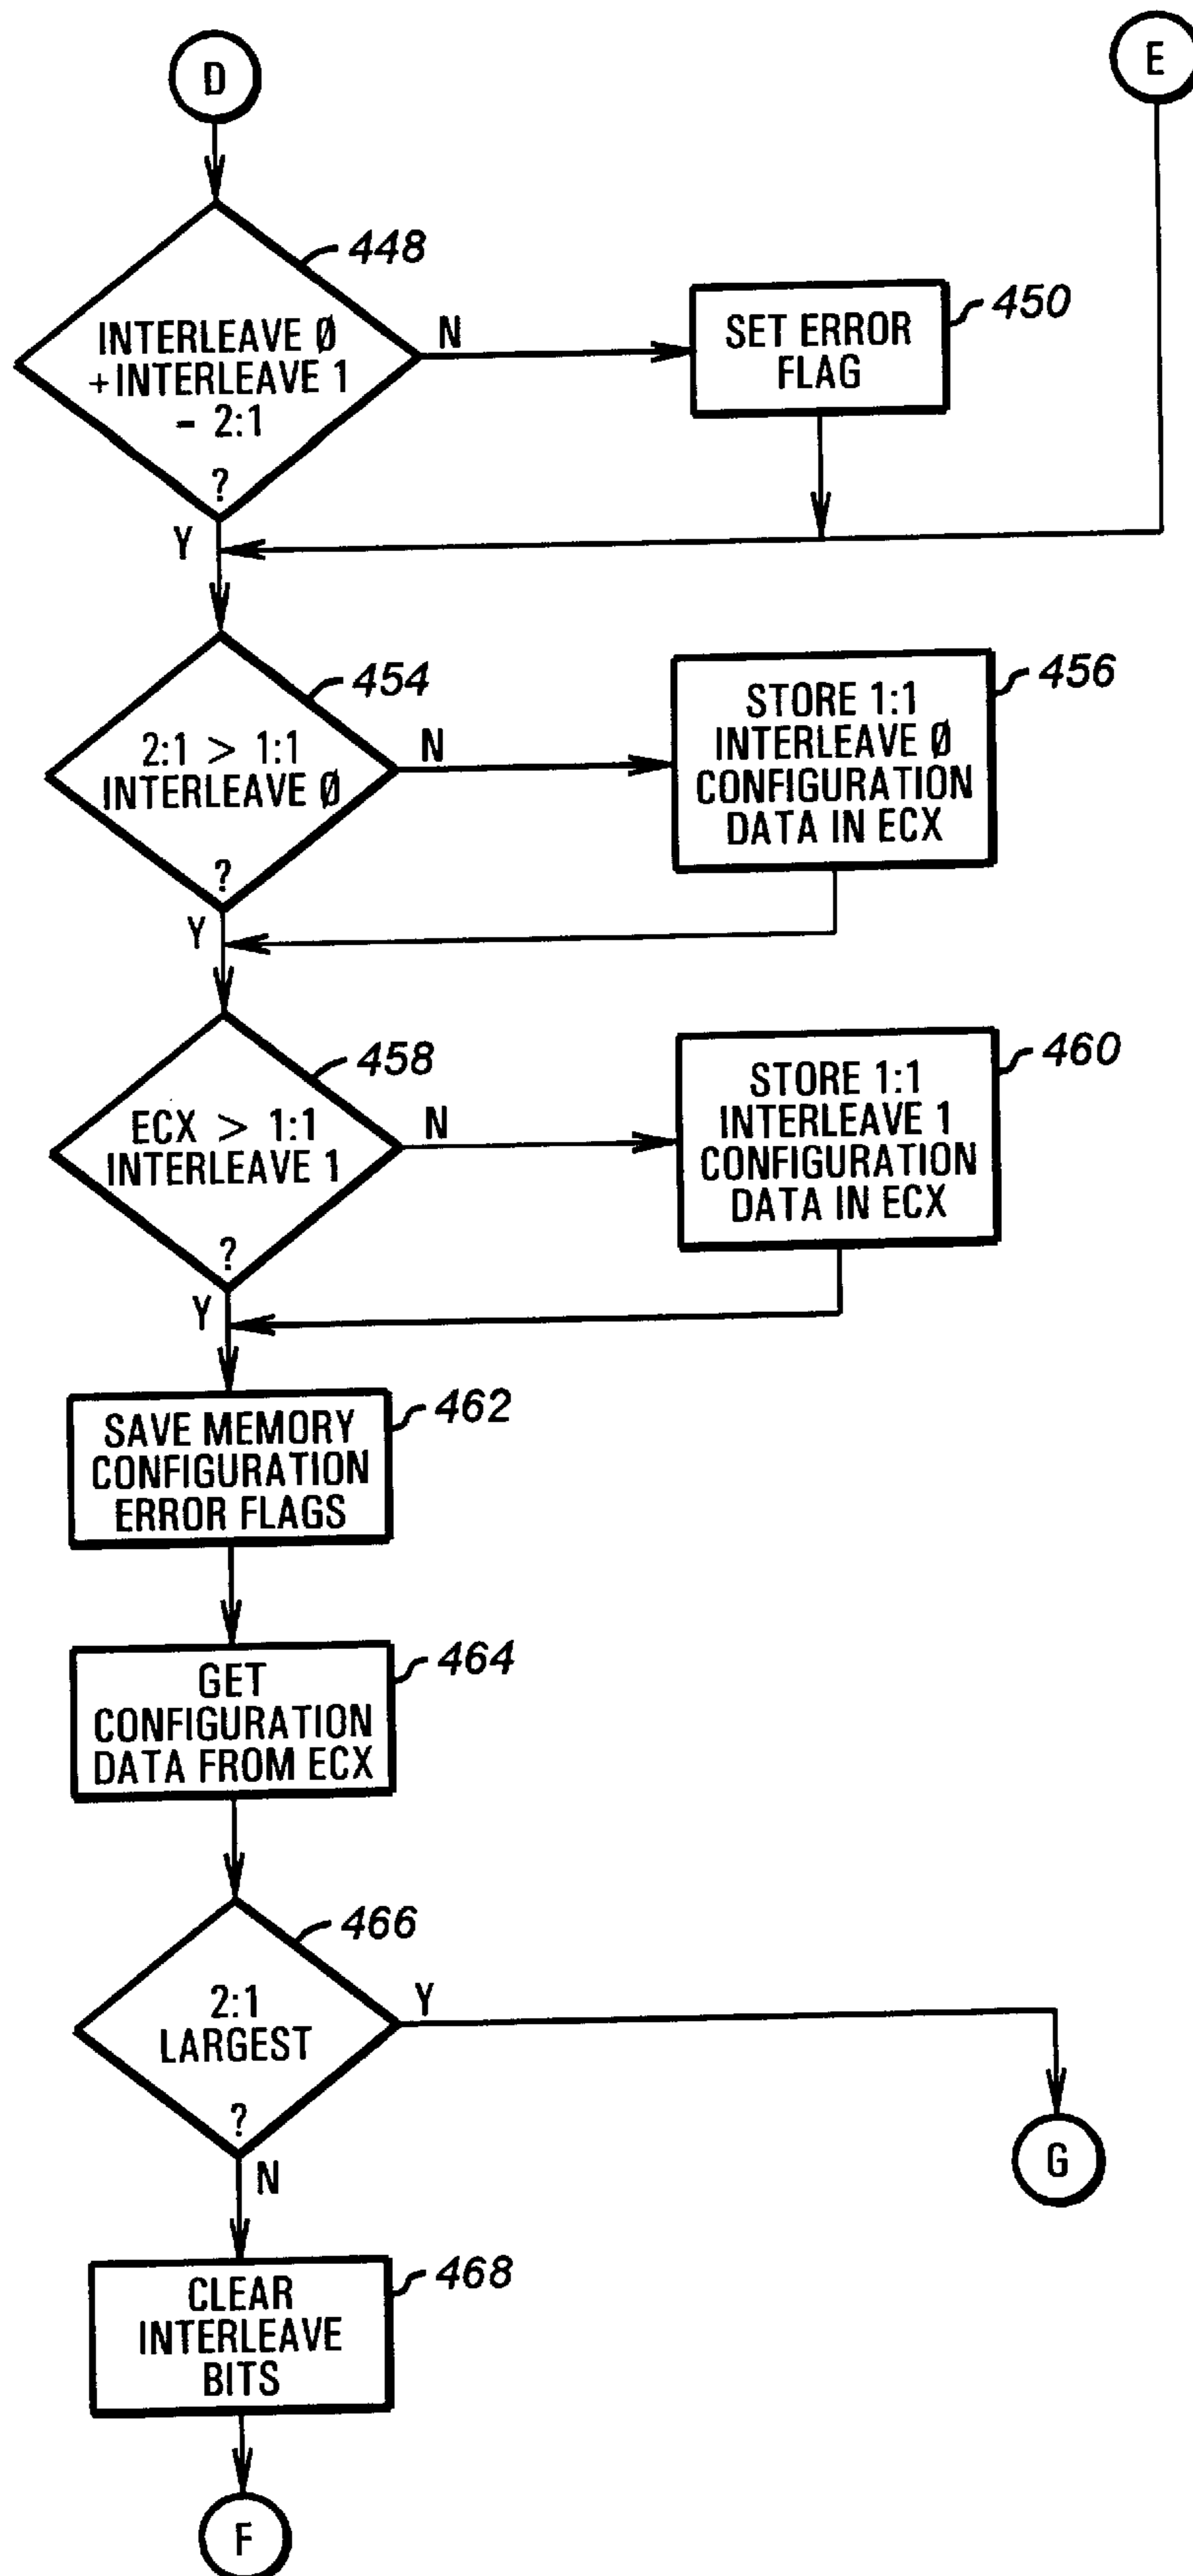 D
E
448
INTERLEAVE Ø
+INTERLEAVE 1
- 2:1
?
N
Y
450
SET ERROR
FLAG
454
2:1 > 1:1
INTERLEAVE Ø
?
N
Y
456
STORE 1:1
INTERLEAVE Ø
CONFIGURATION
DATA IN ECX
458
ECX > 1:1
INTERLEAVE 1
?
N
Y
460
STORE 1:1
INTERLEAVE 1
CONFIGURATION
DATA IN ECX
462
SAVE MEMORY
CONFIGURATION
ERROR FLAGS
464
GET
CONFIGURATION
DATA FROM ECX
466
2:1
LARGEST
?
Y
G
N
468
CLEAR
INTERLEAVE
BITS
F